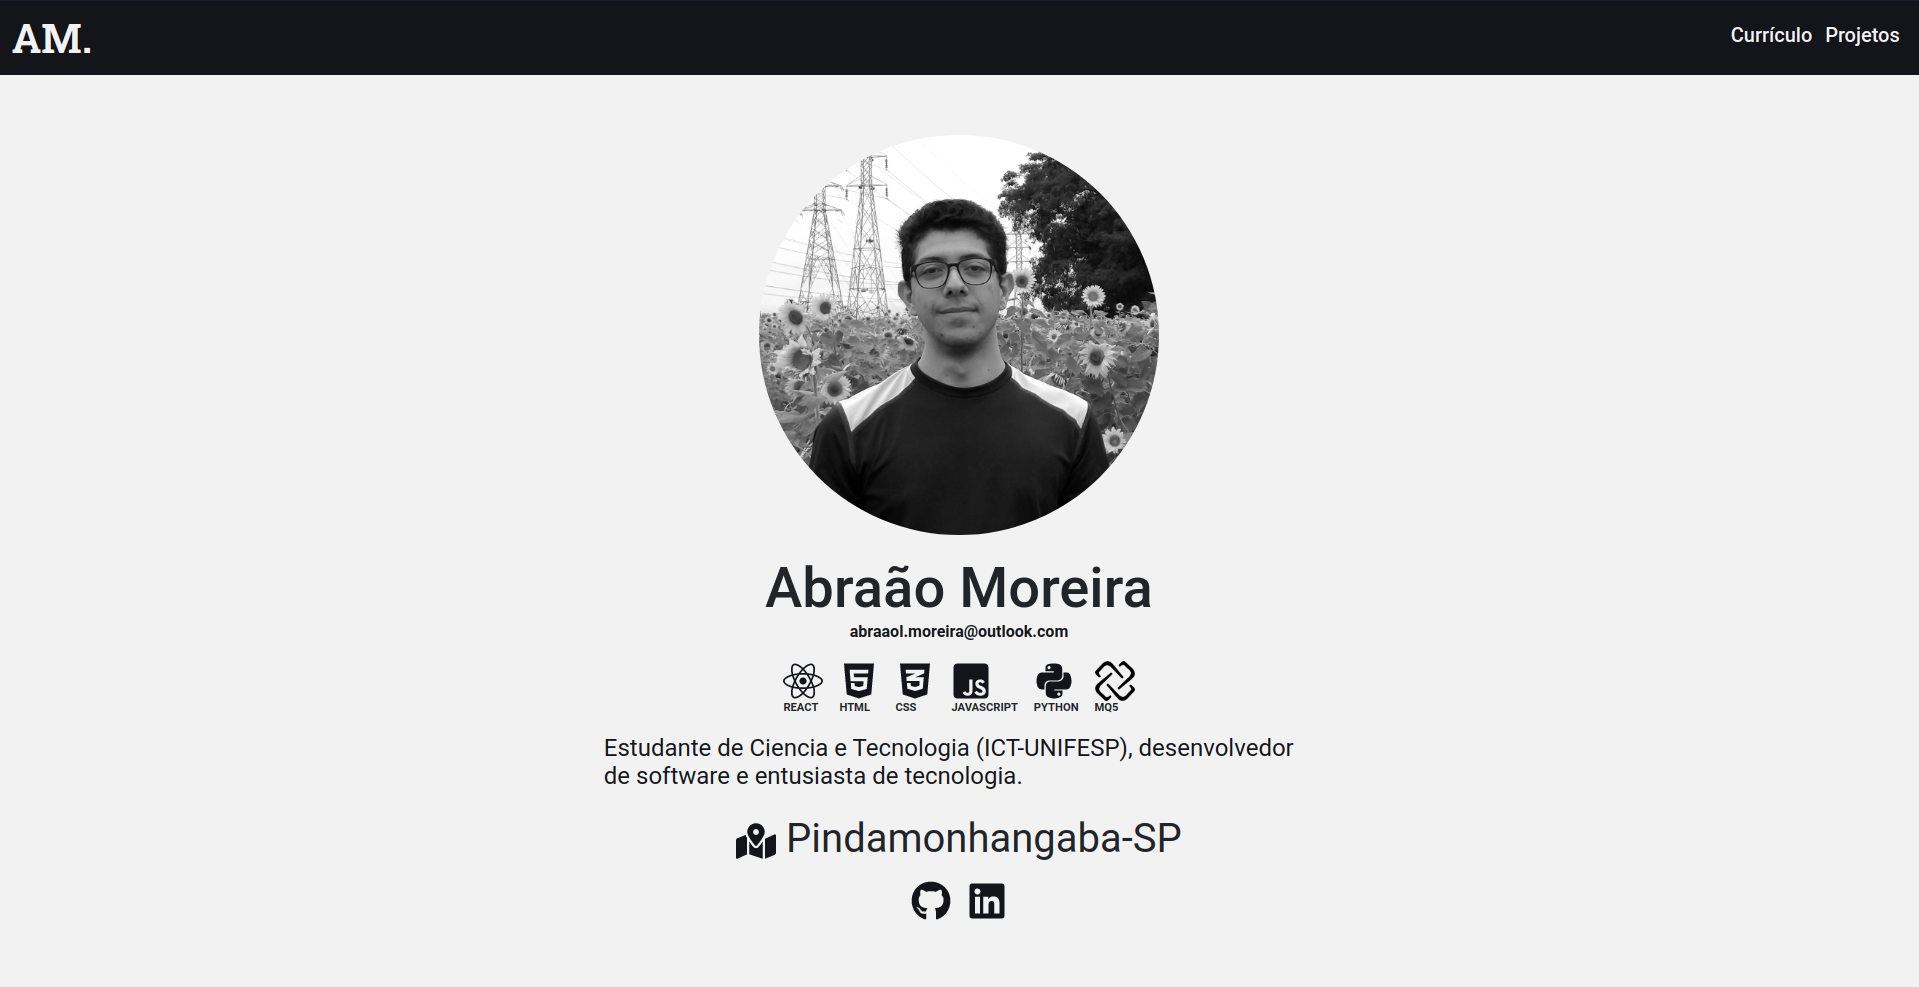 AM.
Currículo Projetos
Abraão Moreira
abraaol.moreira@outlook.com
REACT HTML CSS JAVASCRIPT PYTHON MQ5
Estudante de Ciencia e Tecnologia (ICT-UNIFESP), desenvolvedor
de software e entusiasta de tecnologia.
Pindamonhangaba-SP